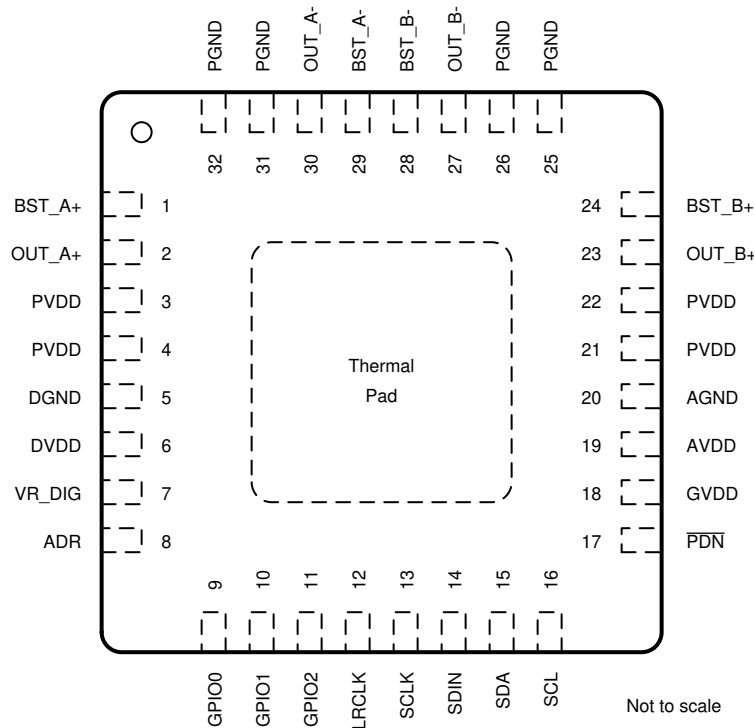 PGND
PGND
OUT_A-
BST_A-
BST_B-
OUT_B-
PGND
PGND
32
31
30
29
28
27
26
25
BST_A+ 1
24 BST_B+
OUT_A+ 2
23 OUT_B+
PVDD 3
22 PVDD
PVDD 4
21 PVDD
Thermal
Pad
DGND 5
20 AGND
DVDD 6
19 AVDD
VR_DIG 7
18 GVDD
ADR 8
17 PDN
9
10
11
12
13
14
15
16
GPIO0
GPIO1
GPIO2
LRCLK
SCLK
SDIN
SDA
SCL
Not to scale